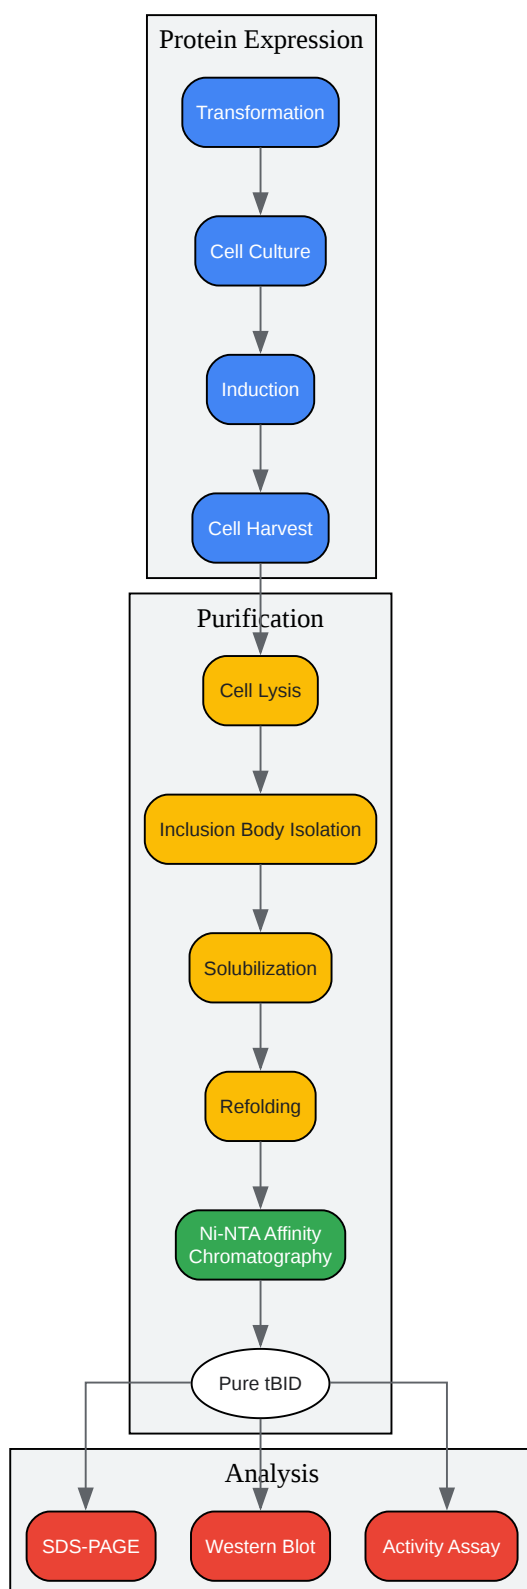 Protein Expression
Transformation
Cell Culture
Induction
Cell Harvest
Purification
Cell Lysis
Inclusion Body Isolation
Solubilization
Refolding
Ni-NTA Affinity
Chromatography
Pure tBID
Analysis
SDS-PAGE
Western Blot
Activity Assay